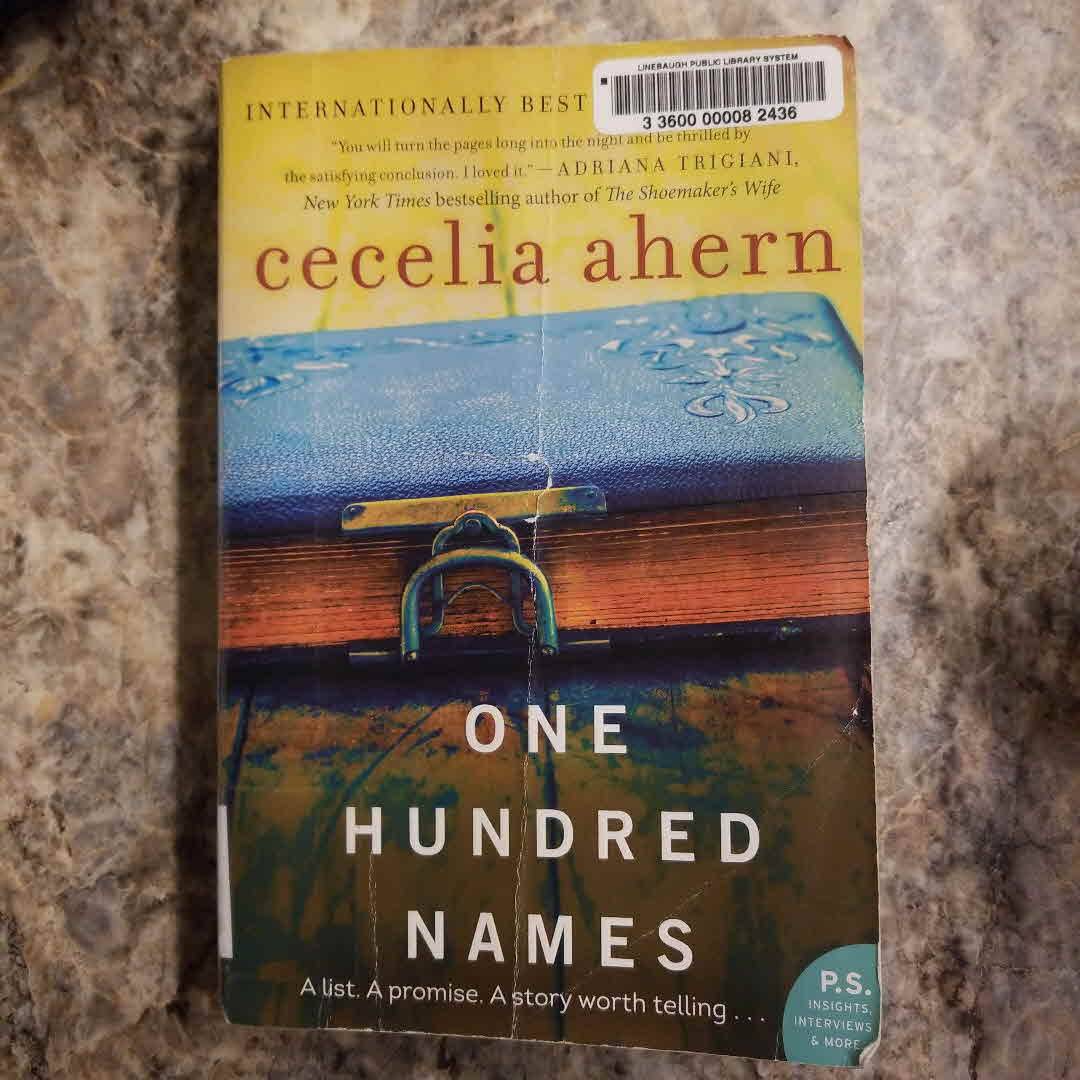 LINEBAUGH PUBLIC LIBRARY SYSTEM
3 3600 00008 2436
INTERNATIONALLY BEST
"You will turn the pages long into the night and be thrilled by
the satisfying conclusion. I loved it."—ADRIANA TRIGIANI,
New York Times bestselling author of The Shoemaker's Wife
cecelia ahern
ONE
HUNDRED
NAMES
A list. A promise. A story worth telling . . .
P.S.
INSIGHTS,
INTERVIEWS
& MORE